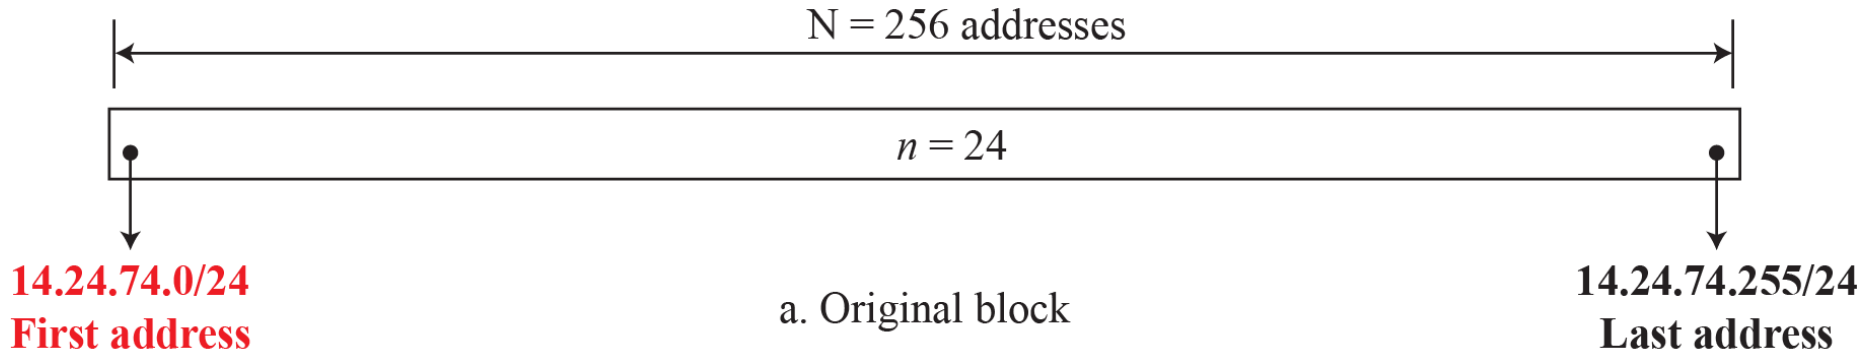 N = 256 addresses
n = 24
14.24.74.0/24
First address
a. Original block
14.24.74.255/24
Last address